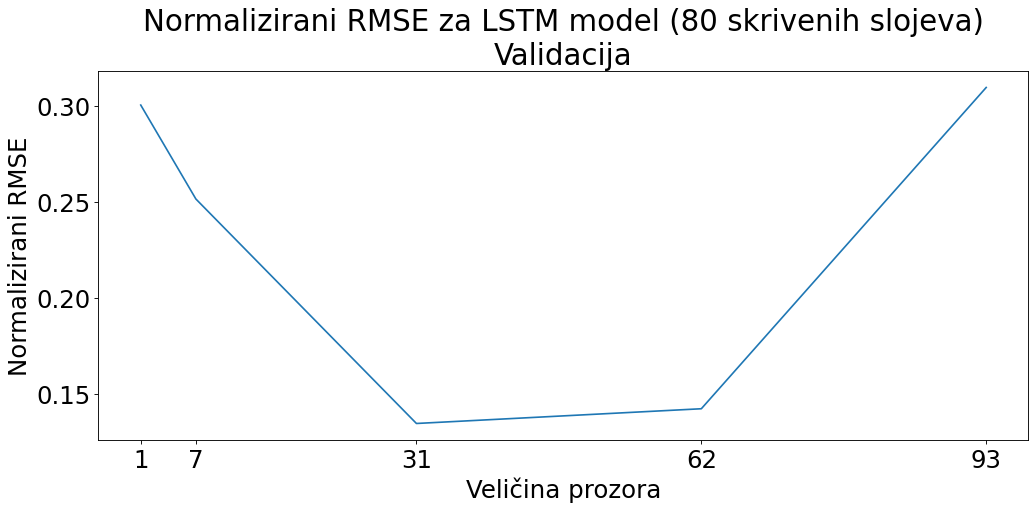 Normalizirani RMSE za LSTM model (80 skrivenih slojeva)
Validacija
Normalizirani RMSE
0.30
0.25
0.20
0.15
1 7 31 62 93
Veličina prozora